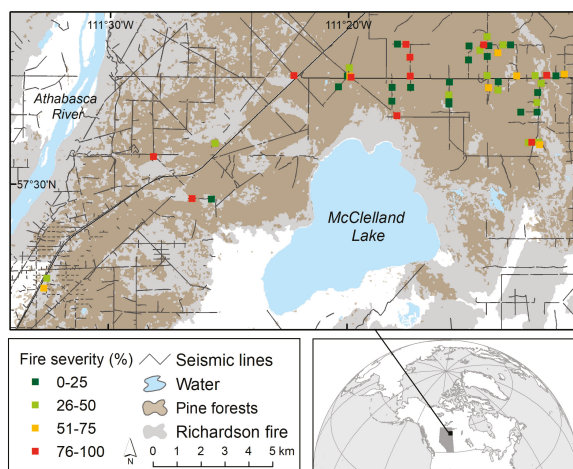 111°30'W
111°20'W
Athabasca
River
57°30'N
McClelland
Lake
Fire severity (%)
0-25
26-50
51-75
76-100
Seismic lines
Water
Pine forests
Richardson fire
N
0 1 2 3 4 5 km